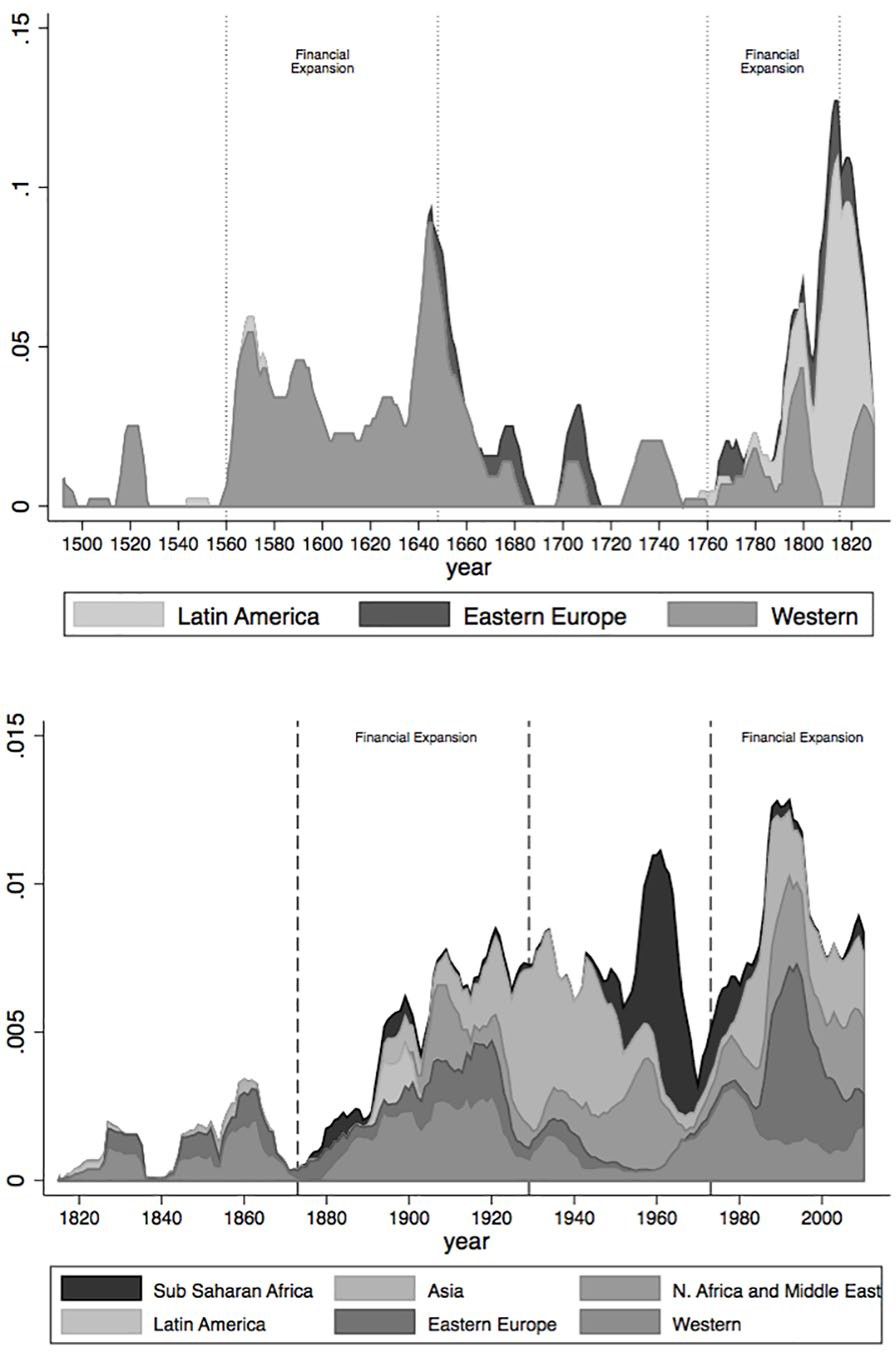 .15
Financial
Expansion
Financial
Expansion
.1
.05
0
1500 1520 1540 1560 1580 1600 1620 1640 1660 1680 1700 1720 1740 1760 1780 1800 1820
year
Latin America Eastern Europe Western
.015
Financial Expansion Financial Expansion
.01
.005
0
1820 1840 1860 1880 1900 1920 1940 1960 1980 2000
year
Sub Saharan Africa Asia N. Africa and Middle East
Latin America Eastern Europe Western